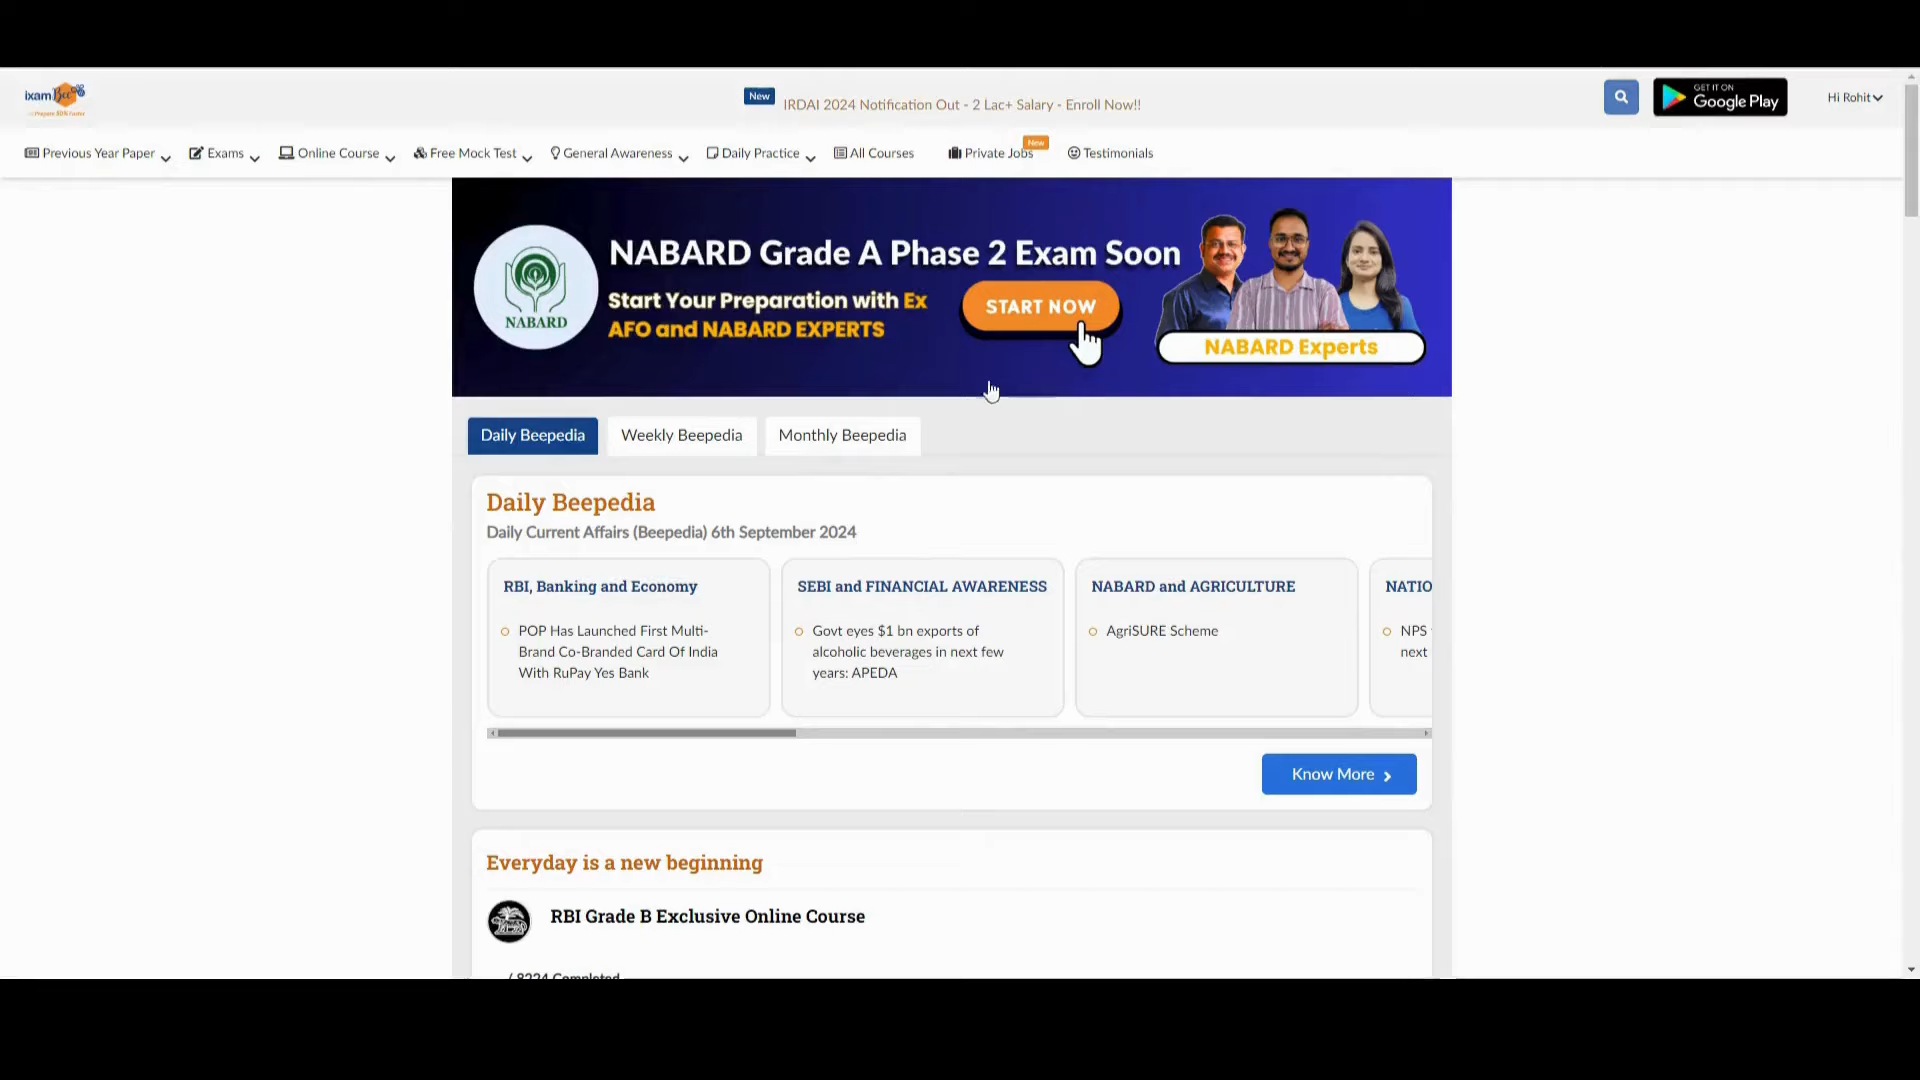 ixamBee
Prepare 80% Faster
New
IRDAI 2024 Notification Out - 2 Lac+ Salary - Enroll Now!!
GET IT ON
Google Play
Hi Rohit
Previous Year Paper
Exams
Online Course
Free Mock Test
General Awareness
Daily Practice
All Courses
Private Jobs
New
Testimonials
NABARD
NABARD Grade A Phase 2 Exam Soon
Start Your Preparation with Ex
AFO and NABARD EXPERTS
START NOW
NABARD Experts
Daily Beepedia
Weekly Beepedia
Monthly Beepedia
Daily Beepedia
Daily Current Affairs (Beepedia) 6th September 2024
RBI, Banking and Economy
POP Has Launched First Multi-
Brand Co-Branded Card Of India
With RuPay Yes Bank
SEBI and FINANCIAL AWARENESS
Govt eyes $1 bn exports of
alcoholic beverages in next few
years: APEDA
NABARD and AGRICULTURE
AgriSURE Scheme
NATIO
NPS
next
Know More
Everyday is a new beginning
RBI Grade B Exclusive Online Course
/ 8224 Completed